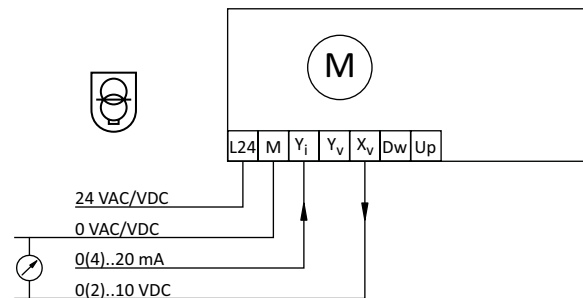 M
L24 M Yi Yv Xv Dw Up
24 VAC/VDC
0 VAC/VDC
0(4)..20 mA
0(2)..10 VDC